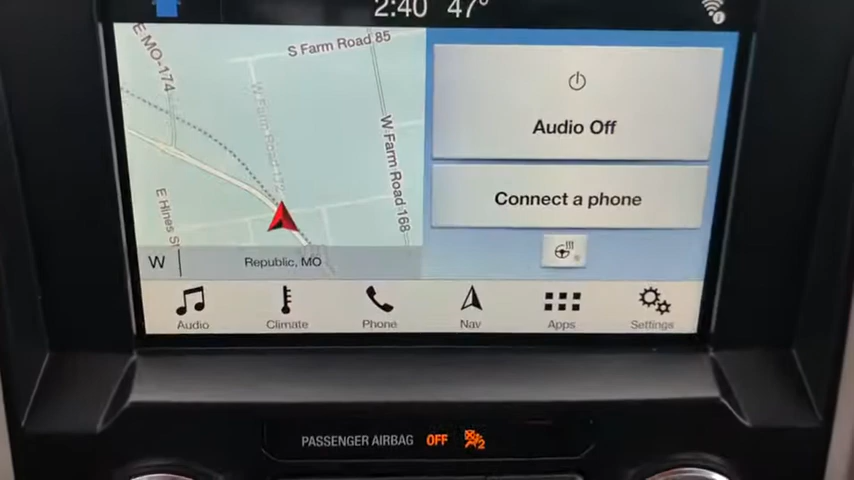 2:40 47°
E MO-174
S Farm Road 85
W Farm Road 168
E Hines St
W
Republic, MO
Audio Off
Connect a phone
Audio
Climate
Phone
Nav
Apps
Settings
PASSENGER AIRBAG OFF 2